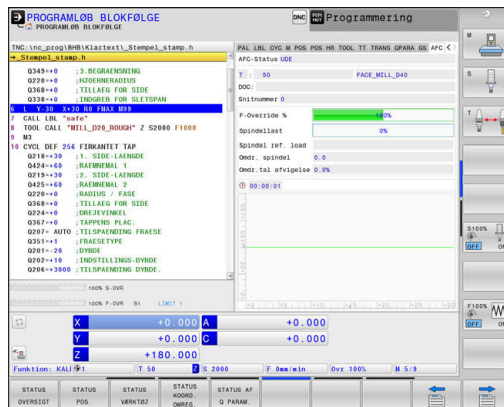 PROGRAMLØB BLOKFØLGE
PROGRAMLØB BLOKFØLGE
DNC
Programmering
TNC:\nc_prog\BHB\Klartext\_Stempel_stamp.h
→_Stempel_stamp.h
Q349=+0 ;3.BEGRAENSNING
Q220=+0 ;HJOERNERADIUS
Q368=+0 ;TILLAEG FOR SIDE
Q338=+0 ;INDGREB FOR SLETSPAN
6 L Y-30 X+30 R0 FMAX M99
7 CALL LBL "safe"
8 TOOL CALL "MILL_D20_ROUGH" Z S2000 F1000
9 M3
10 CYCL DEF 256 FIRKANTET TAP
Q218=+30 ;1. SIDE-LAENGDE
Q424=+60 ;RAEMNEMAL 1
Q219=+30 ;2. SIDE-LAENGDE
Q425=+60 ;RAEMNEMAL 2
Q220=+0 ;RADIUS / FASE
Q368=+0 ;TILLAEG FOR SIDE
Q224=+0 ;DREJEVINKEL
Q367=+0 ;TAPPENS PLAC.
Q207= AUTO ;TILSPAENDING FRAESE
Q351=+1 ;FRAESETYPE
Q201=-20 ;DYBDE
Q202=+10 ;INDSTILLINGS-DYBDE
Q206=+3000 ;TILSPAENDING DYBDE.
100% S-OVR
100% F-OVR S1 LIMIT 1
PAL LBL CYC M POS POS HR TOOL TT TRANS QPARA GS AFC
AFC-Status UDE
T : 50 FACE_MILL_D40
DOC:
Snitnummer 0
F-Override % 100%
Spindellast 0%
Spindel ref. load
Omdr. spindel 0.0
Omdr.tal afvigelse 0.0%
00:00:01
X +0.000 A +0.000
Y +0.000 C +0.000
Z +180.000
Funktion: KALI 1 T 50 Z S 2000 F 0mm/min Ovr 100% M 5/9
STATUS OVERSIGT
STATUS POS.
STATUS VÆRKTØJ
STATUS KOORD. OMREG.
STATUS AF Q PARAM.
M
S
T
S100%
OFF ON
F100%
OFF ON